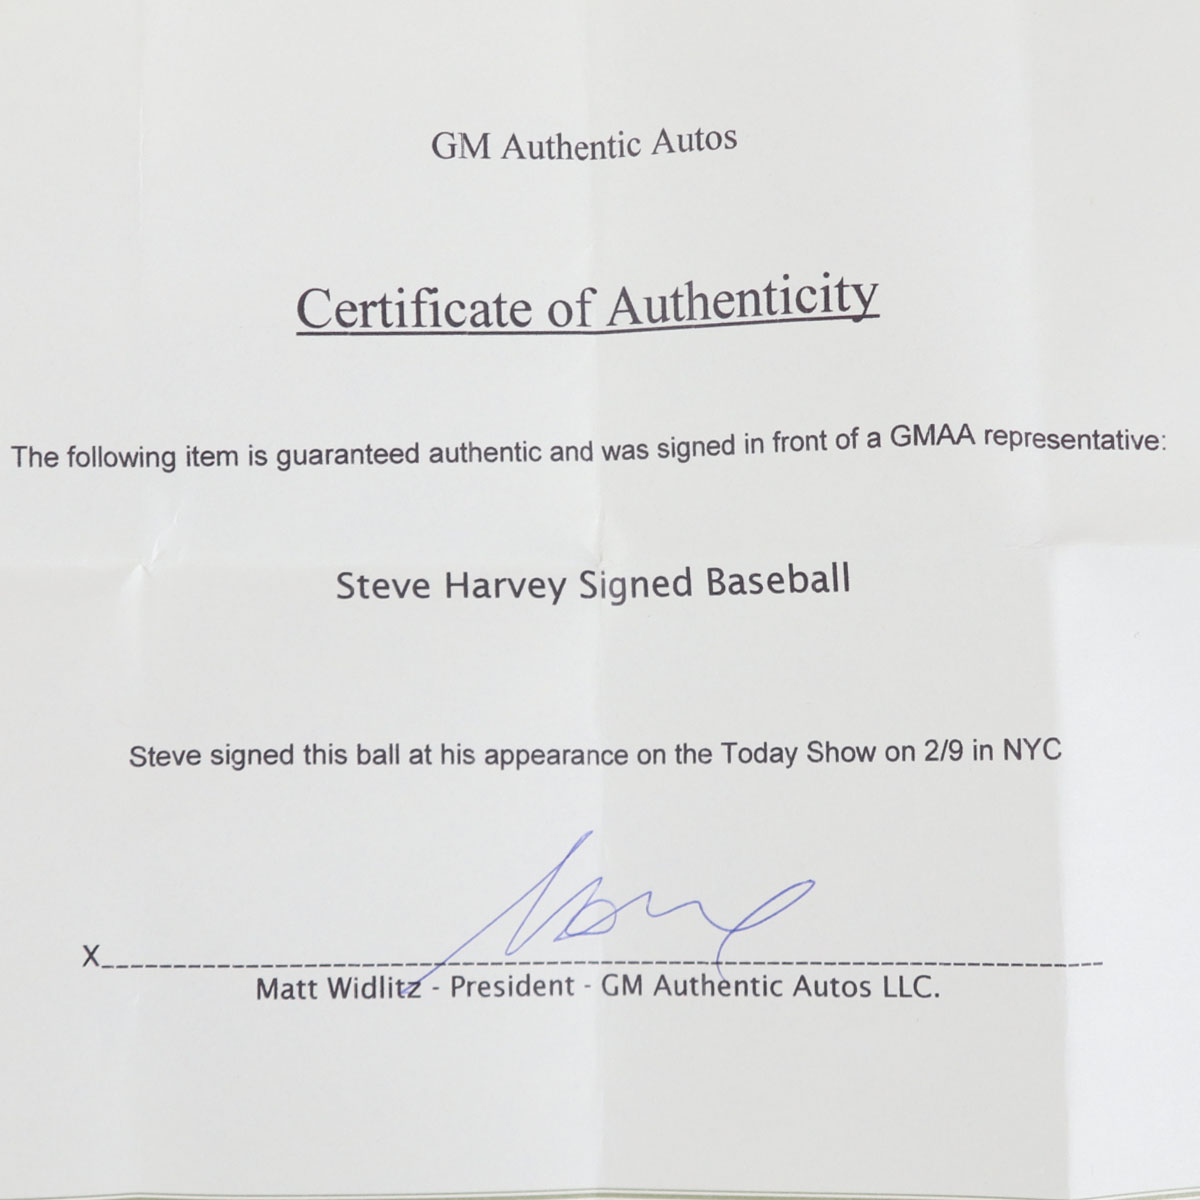 GM Authentic Autos
Certificate of Authenticity
The following item is guaranteed authentic and was signed in front of a GMAA representative:
Steve Harvey Signed Baseball
Steve signed this ball at his appearance on the Today Show on 2/9 in NYC
X
Matt Widlitz - President - GM Authentic Autos LLC.